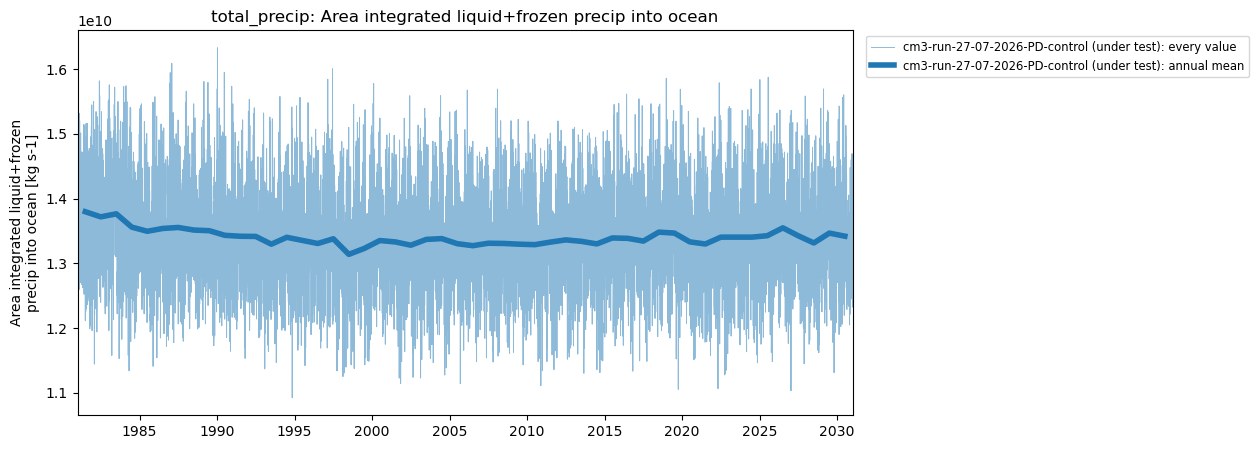 total_precip: Area integrated liquid+frozen precip into ocean
1e10
cm3-run-27-07-2026-PD-control (under test): every value
cm3-run-27-07-2026-PD-control (under test): annual mean
Area integrated liquid+frozen
precip into ocean [kg s-1]
1.6
1.5
1.4
1.3
1.2
1.1
1985 1990 1995 2000 2005 2010 2015 2020 2025 2030